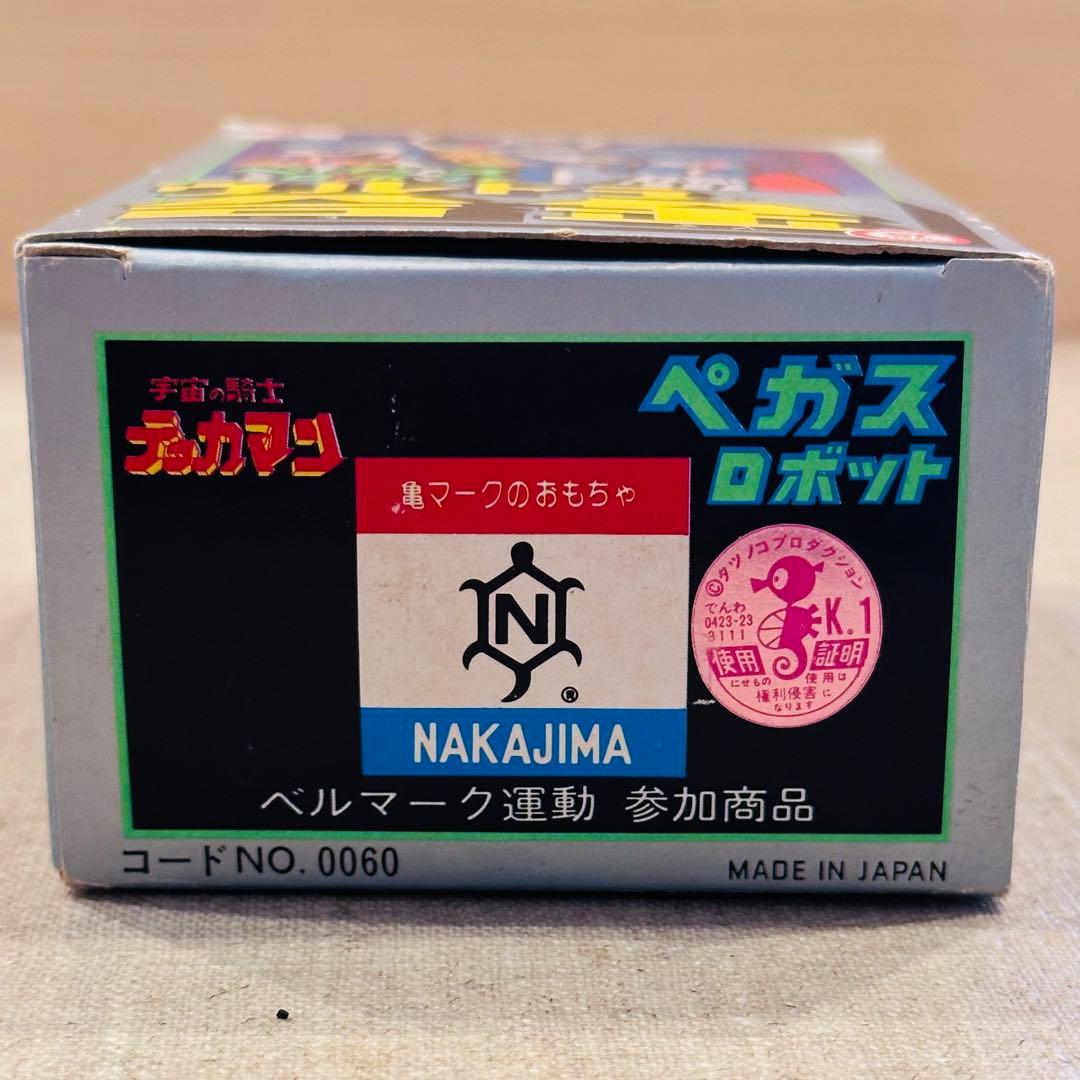 宇宙の騎士
テッカマン
ペガス
ロボット
亀マークのおもちゃ
N
®
NAKAJIMA
©タツノコプロダクション
でんわ
0423-23
3111
K.1
使用 証明
にせもの 使用は
権利侵害に
なります
ベルマーク運動 参加商品
コードNO. 0060
MADE IN JAPAN